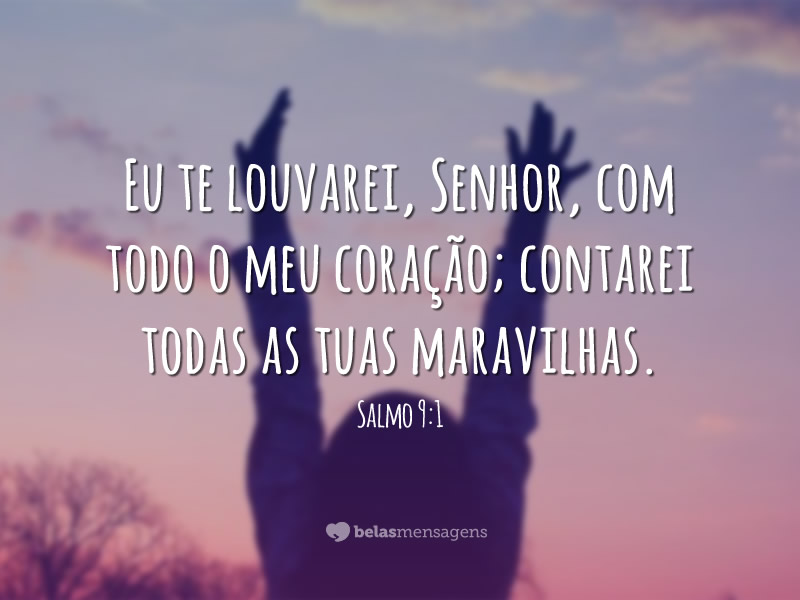 Eu te louvarei, Senhor, com
todo o meu coração; contarei
todas as tuas maravilhas.
Salmo 9:1
belasmensagens